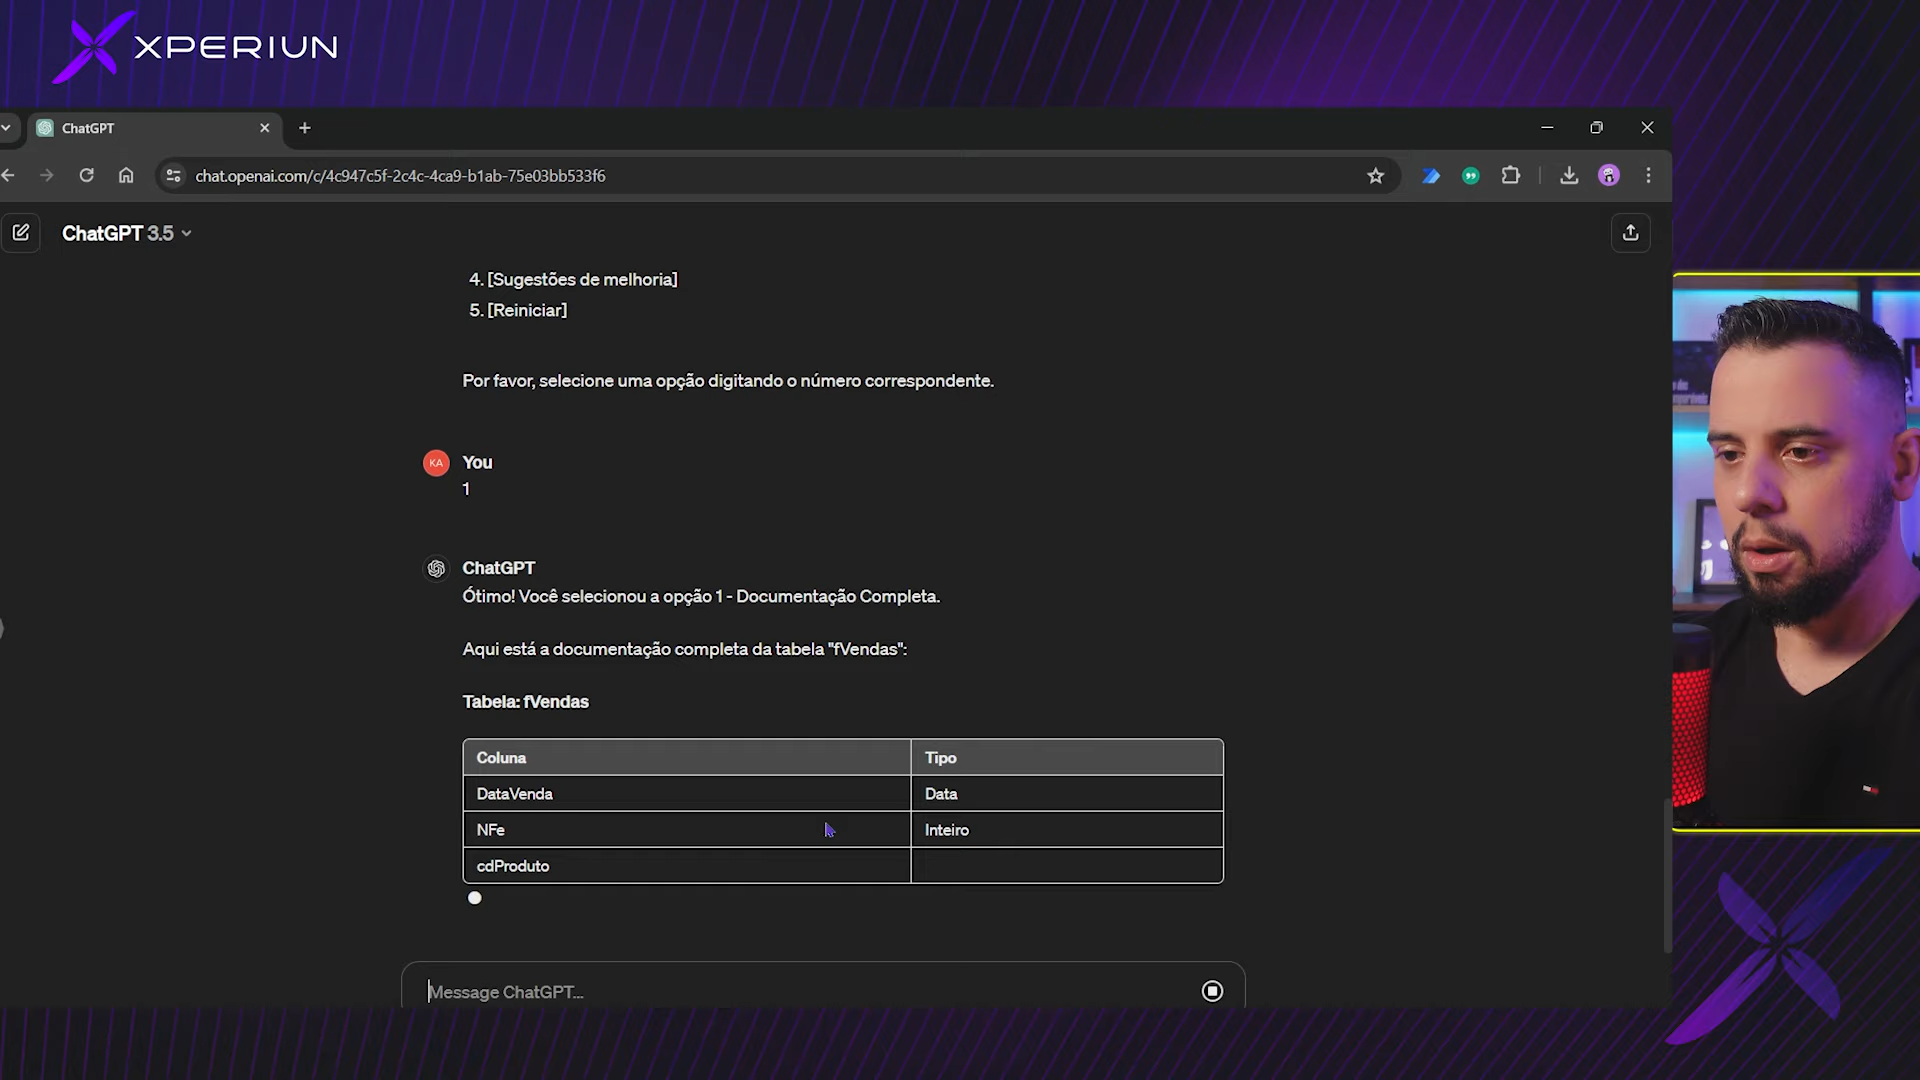 XPERIUN
ChatGPT
chat.openai.com/c/4c947c5f-2c4c-4ca9-b1ab-75e03bb533f6
ChatGPT 3.5
4. [Sugestões de melhoria]
5. [Reiniciar]
Por favor, selecione uma opção digitando o número correspondente.
KA You
1
ChatGPT
Ótimo! Você selecionou a opção 1 - Documentação Completa.
Aqui está a documentação completa da tabela "fVendas":
Tabela: fVendas
Coluna Tipo
DataVenda Data
NFe Inteiro
cdProduto
Message ChatGPT...